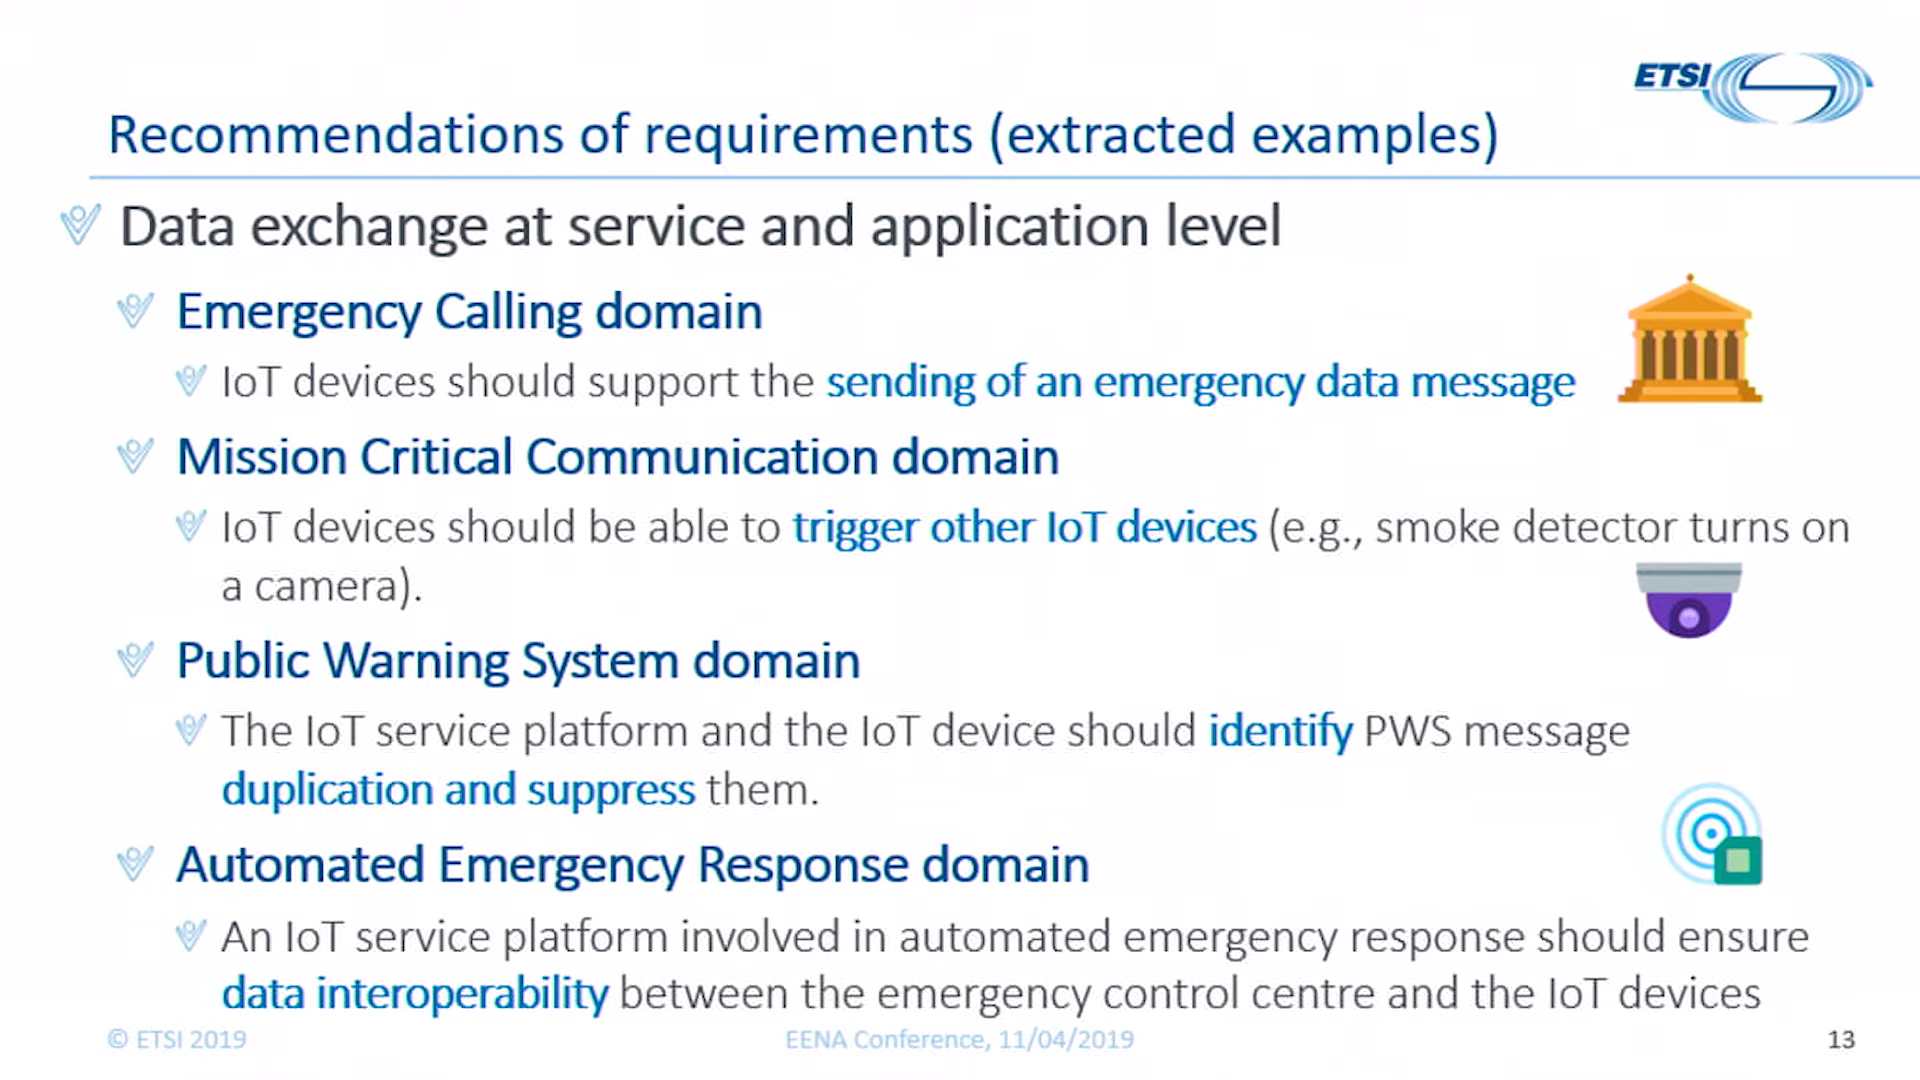 ETSI
Recommendations of requirements (extracted examples)
Data exchange at service and application level
Emergency Calling domain
IoT devices should support the sending of an emergency data message
Mission Critical Communication domain
IoT devices should be able to trigger other IoT devices (e.g., smoke detector turns on
a camera).
Public Warning System domain
The IoT service platform and the IoT device should identify PWS message
duplication and suppress them.
Automated Emergency Response domain
An IoT service platform involved in automated emergency response should ensure
data interoperability between the emergency control centre and the IoT devices
© ETSI 2019
EENA Conference, 11/04/2019
13